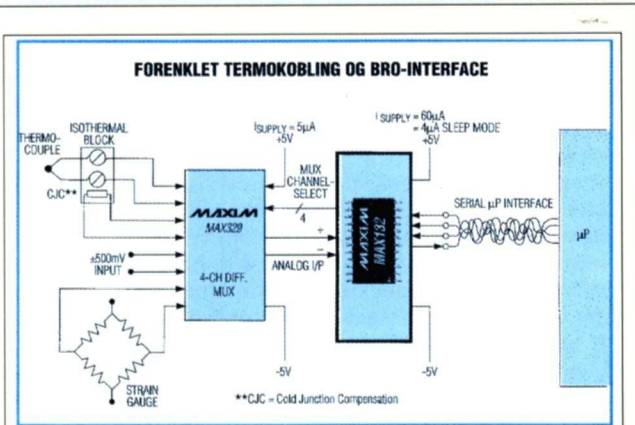 FORENKLET TERMOKOBLING OG BRO-INTERFACE
THERMO-
COUPLE
ISOTHERMAL
BLOCK
CJC**
±500mV
INPUT
STRAIN
GAUGE
ISUPPLY = 5µA
+5V
MAXIM
MAX329
4-CH DIFF.
MUX
-5V
MUX
CHANNEL-
SELECT
4
+
–
ANALOG I/P
ISUPPLY = 60µA
= 4µA SLEEP MODE
+5V
MAXIM
MAX132
-5V
SERIAL µP INTERFACE
µP
**CJC = Cold Junction Compensation